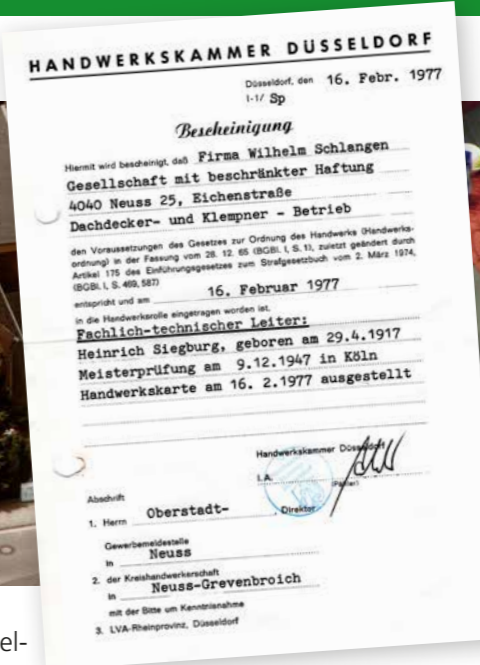 HANDWERKSKAMMER DÜSSELDORF
Düsseldorf, den 16. Febr. 1977
I-1/ Sp
Bescheinigung
Hiermit wird bescheinigt, daß Firma Wilhelm Schlangen
Gesellschaft mit beschränkter Haftung
4040 Neuss 25, Eichenstraße
Dachdecker- und Klempner - Betrieb
den Voraussetzungen des Gesetzes zur Ordnung des Handwerks (Handwerks-
ordnung) in der Fassung vom 28. 12. 65 (BGBl. I, S. 1), zuletzt geändert durch
Artikel 175 des Einführungsgesetzes zum Strafgesetzbuch vom 2. März 1974,
(BGBl. I, S. 469, 587)
entspricht und am 16. Februar 1977
in die Handwerksrolle eingetragen worden ist.
Fachlich-technischer Leiter:
Heinrich Siegburg, geboren am 29.4.1917
Meisterprüfung am 9.12.1947 in Köln
Handwerkskarte am 16. 2.1977 ausgestellt
Handwerkskammer Düsseldorf
I.A.
Abschrift
1. Herrn Oberstadt- Direktor
Gewerbemeldestelle
in Neuss
2. der Kreishandwerkerschaft
in Neuss-Grevenbroich
mit der Bitte um Kenntnisnahme
3. LVA-Rheinprovinz, Düsseldorf
el-